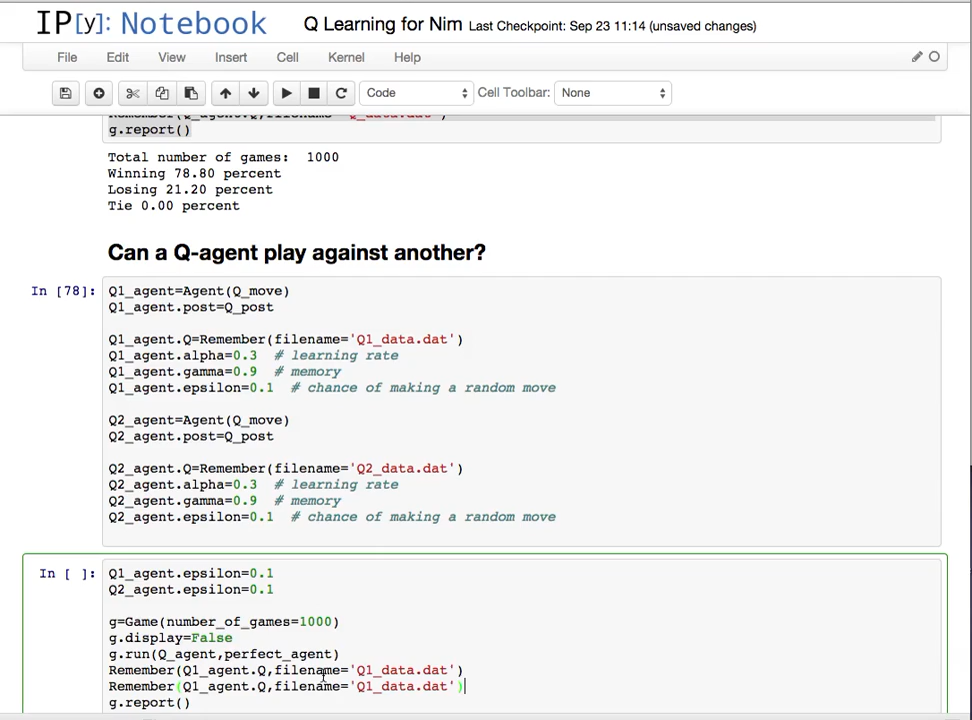 IP[y]: Notebook Q Learning for Nim Last Checkpoint: Sep 23 11:14 (unsaved changes)
File Edit View Insert Cell Kernel Help
Code Cell Toolbar: None
Remember(Q_agent.Q,filename='Q_data.dat')
g.report()
Total number of games:  1000
Winning 78.80 percent
Losing 21.20 percent
Tie 0.00 percent
Can a Q-agent play against another?
In [78]: Q1_agent=Agent(Q_move)
Q1_agent.post=Q_post
Q1_agent.Q=Remember(filename='Q1_data.dat')
Q1_agent.alpha=0.3  # learning rate
Q1_agent.gamma=0.9  # memory
Q1_agent.epsilon=0.1  # chance of making a random move
Q2_agent=Agent(Q_move)
Q2_agent.post=Q_post
Q2_agent.Q=Remember(filename='Q2_data.dat')
Q2_agent.alpha=0.3  # learning rate
Q2_agent.gamma=0.9  # memory
Q2_agent.epsilon=0.1  # chance of making a random move
In [ ]: Q1_agent.epsilon=0.1
Q2_agent.epsilon=0.1
g=Game(number_of_games=1000)
g.display=False
g.run(Q_agent,perfect_agent)
Remember(Q1_agent.Q,filename='Q1_data.dat')
Remember(Q1_agent.Q,filename='Q1_data.dat')
g.report()